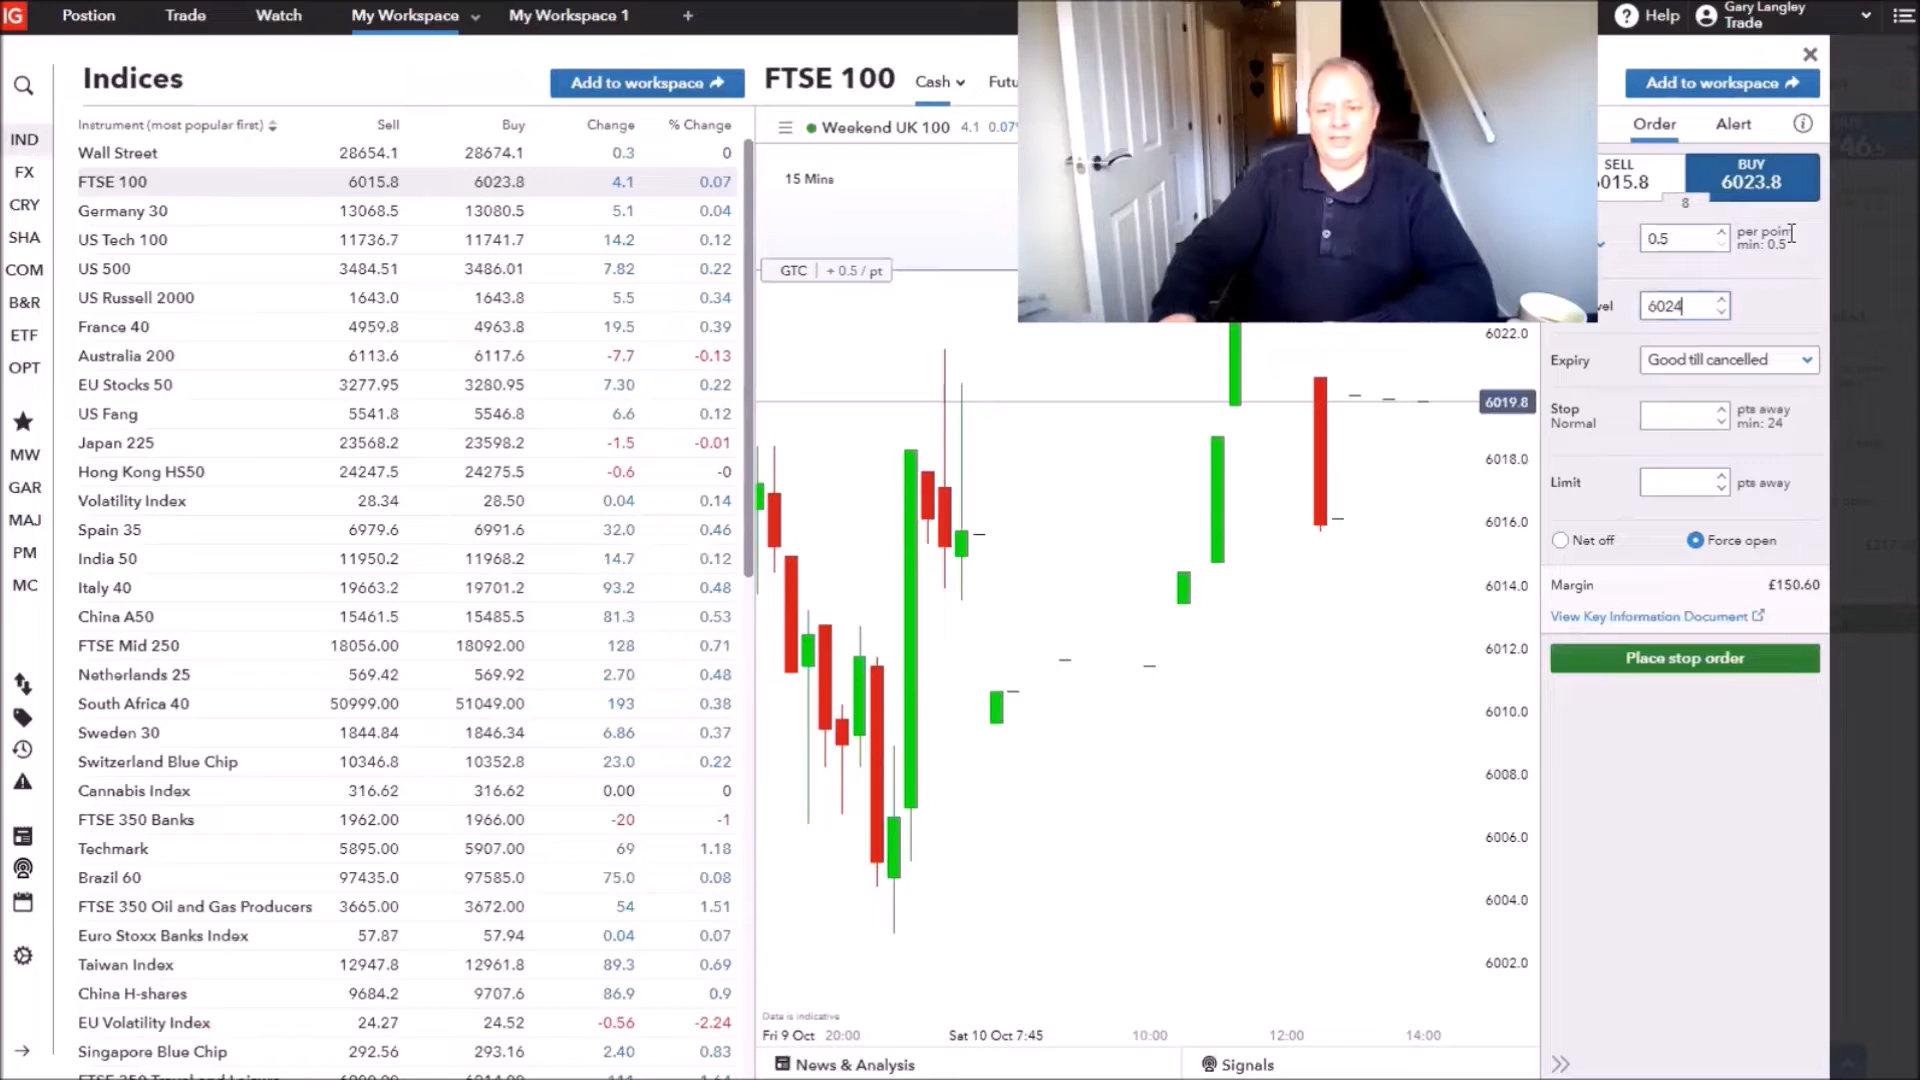 IG Postion Trade Watch My Workspace My Workspace 1 + Help Gary Langley
Trade
Indices Add to workspace
Instrument (most popular first) Sell Buy Change % Change
Wall Street 28654.1 28674.1 0.3 0
FTSE 100 6015.8 6023.8 4.1 0.07
Germany 30 13068.5 13080.5 5.1 0.04
US Tech 100 11736.7 11741.7 14.2 0.12
US 500 3484.51 3486.01 7.82 0.22
US Russell 2000 1643.0 1643.8 5.5 0.34
France 40 4959.8 4963.8 19.5 0.39
Australia 200 6113.6 6117.6 -7.7 -0.13
EU Stocks 50 3277.95 3280.95 7.30 0.22
US Fang 5541.8 5546.8 6.6 0.12
Japan 225 23568.2 23598.2 -1.5 -0.01
Hong Kong HS50 24247.5 24275.5 -0.6 -0
Volatility Index 28.34 28.50 0.04 0.14
Spain 35 6979.6 6991.6 32.0 0.46
India 50 11950.2 11968.2 14.7 0.12
Italy 40 19663.2 19701.2 93.2 0.48
China A50 15461.5 15485.5 81.3 0.53
FTSE Mid 250 18056.00 18092.00 128 0.71
Netherlands 25 569.42 569.92 2.70 0.48
South Africa 40 50999.00 51049.00 193 0.38
Sweden 30 1844.84 1846.34 6.86 0.37
Switzerland Blue Chip 10346.8 10352.8 23.0 0.22
Cannabis Index 316.62 316.62 0.00 0
FTSE 350 Banks 1962.00 1966.00 -20 -1
Techmark 5895.00 5907.00 69 1.18
Brazil 60 97435.0 97585.0 75.0 0.08
FTSE 350 Oil and Gas Producers 3665.00 3672.00 54 1.51
Euro Stoxx Banks Index 57.87 57.94 0.04 0.07
Taiwan Index 12947.8 12961.8 89.3 0.69
China H-shares 9684.2 9707.6 86.9 0.9
EU Volatility Index 24.27 24.52 -0.56 -2.24
Singapore Blue Chip 292.56 293.16 2.40 0.83
IND
FX
CRY
SHA
COM
B&R
ETF
OPT
MW
GAR
MAJ
PM
MC
FTSE 100 Cash Futu
Weekend UK 100 4.1 0.07%
15 Mins
GTC + 0.5 / pt
6022.0
6019.8
6018.0
6016.0
6014.0
6012.0
6010.0
6008.0
6006.0
6004.0
6002.0
Data is indicative
Fri 9 Oct 20:00 Sat 10 Oct 7:45 10:00 12:00 14:00
News & Analysis Signals
Add to workspace
Order Alert
SELL BUY
6015.8 6023.8
8
0.5 per point
min: 0.5
6024
Expiry Good till cancelled
Stop pts away
Normal min: 24
Limit pts away
Net off Force open
Margin £150.60
View Key Information Document
Place stop order